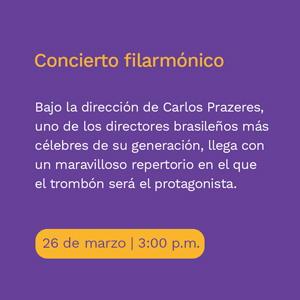 Concierto filarmónico
Bajo la dirección de Carlos Prazeres,
uno de los directores brasileños más
célebres de su generación, llega con
un maravilloso repertorio en el que
el trombón será el protagonista.
26 de marzo | 3:00 p.m.